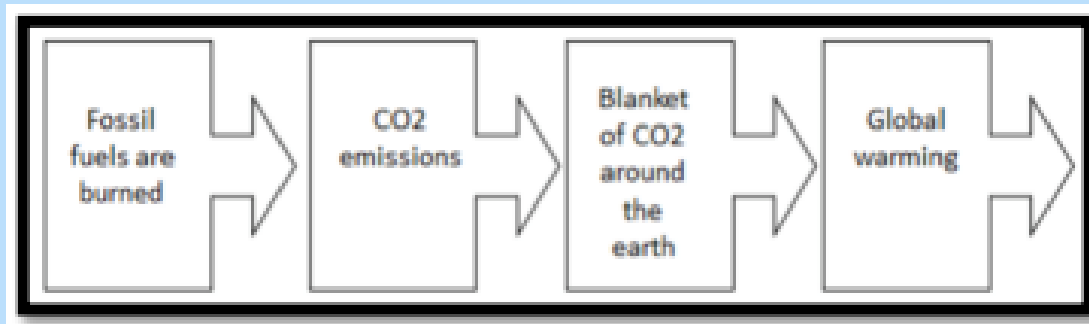 Fossil
fuels are
burned
CO2
emissions
Blanket
of CO2
around
the
earth
Global
warming